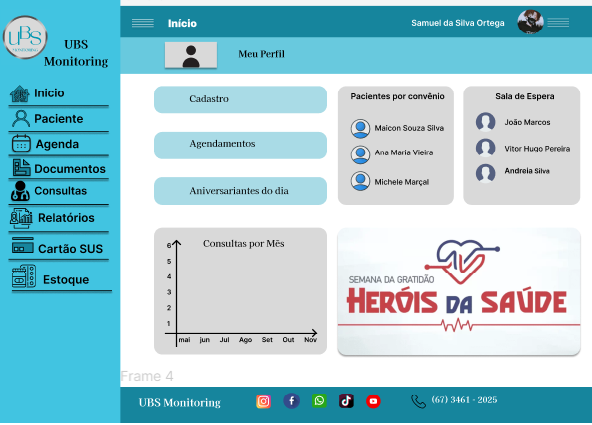 UBS
MONITORING
UBS
Monitoring
Início
Paciente
Agenda
Documentos
Consultas
Relatórios
Cartão SUS
Estoque
Início
Samuel da Silva Ortega
Meu Perfil
Cadastro
Agendamentos
Aniversariantes do dia
Pacientes por convênio
Maicon Souza Silva
Ana Maria Vieira
Michele Marçal
Sala de Espera
João Marcos
Vitor Hugo Pereira
Andreia Silva
Consultas por Mês
6
5
4
3
2
1
mai jun Jul Ago Set Out Nov
SEMANA DA GRATIDÃO
HERÓIS DA SAÚDE
Frame 4
UBS Monitoring
(67) 3461 - 2025